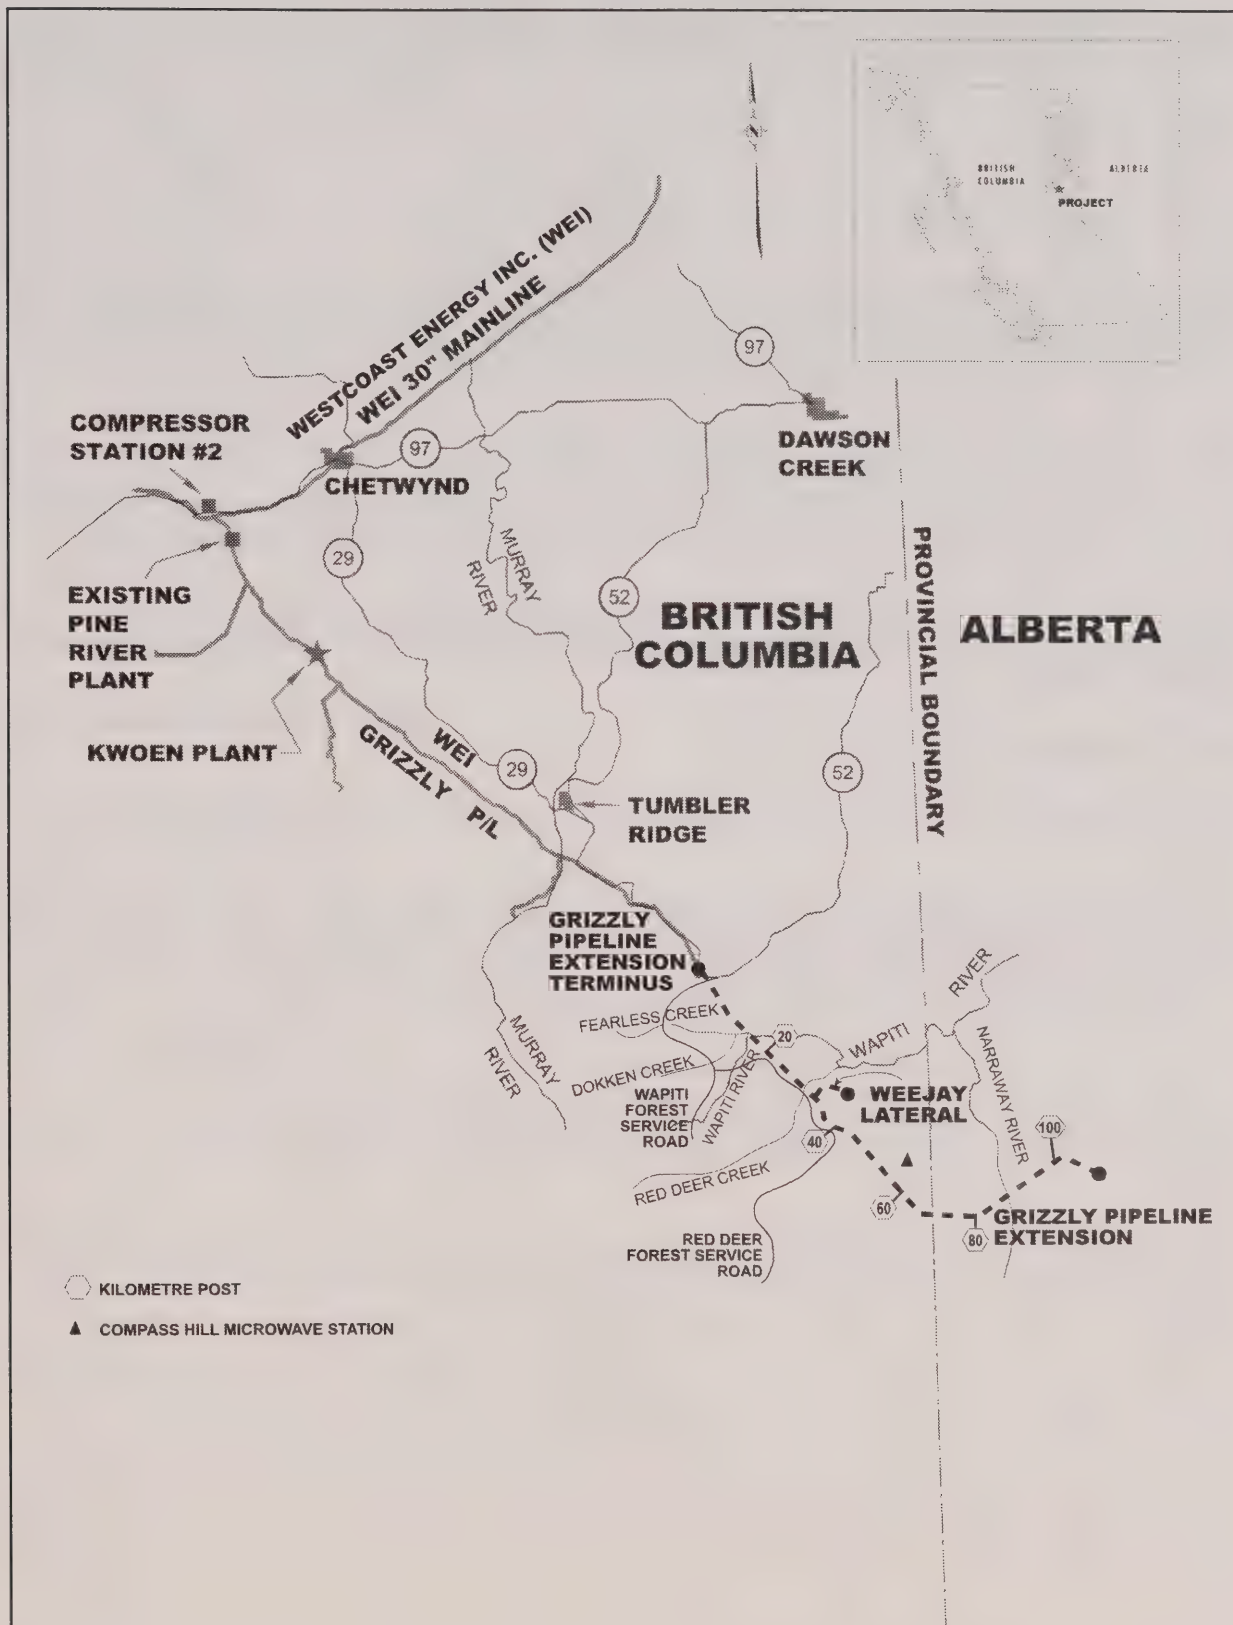 BRITISH
COLUMBIA
ALBERTA
PROJECT
WESTCOAST ENERGY INC. (WEI)
WEI 30" MAINLINE
97
DAWSON
CREEK
COMPRESSOR
STATION #2
97
CHETWYND
29
MURRAY
RIVER
52
EXISTING
PINE
RIVER
PLANT
BRITISH
COLUMBIA
PROVINCIAL BOUNDARY
ALBERTA
KWOEN PLANT
WEI
GRIZZLY P/L
29
52
TUMBLER
RIDGE
GRIZZLY
PIPELINE
EXTENSION
TERMINUS
MURRAY
RIVER
FEARLESS CREEK
20
WAPITI
RIVER
NARRAWAY RIVER
DOKKEN CREEK
WAPITI RIVER
WAPITI
FOREST
SERVICE
ROAD
WEEJAY
LATERAL
40
100
RED DEER CREEK
60
80
GRIZZLY PIPELINE
EXTENSION
RED DEER
FOREST SERVICE
ROAD
KILOMETRE POST
COMPASS HILL MICROWAVE STATION